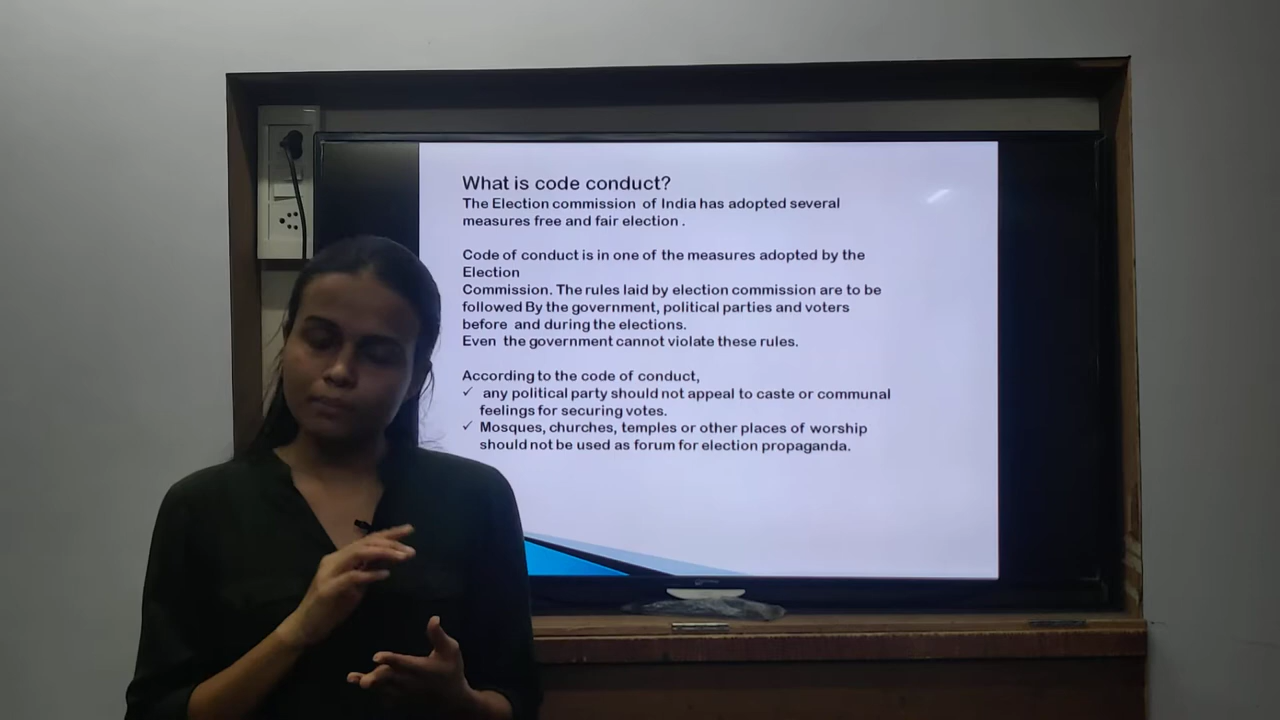 What is code conduct?
The Election commission of India has adopted several
measures free and fair election .
Code of conduct is in one of the measures adopted by the
Election
Commission. The rules laid by election commission are to be
followed By the government, political parties and voters
before and during the elections.
Even the government cannot violate these rules.
According to the code of conduct,
✓ any political party should not appeal to caste or communal
feelings for securing votes.
✓ Mosques, churches, temples or other places of worship
should not be used as forum for election propaganda.